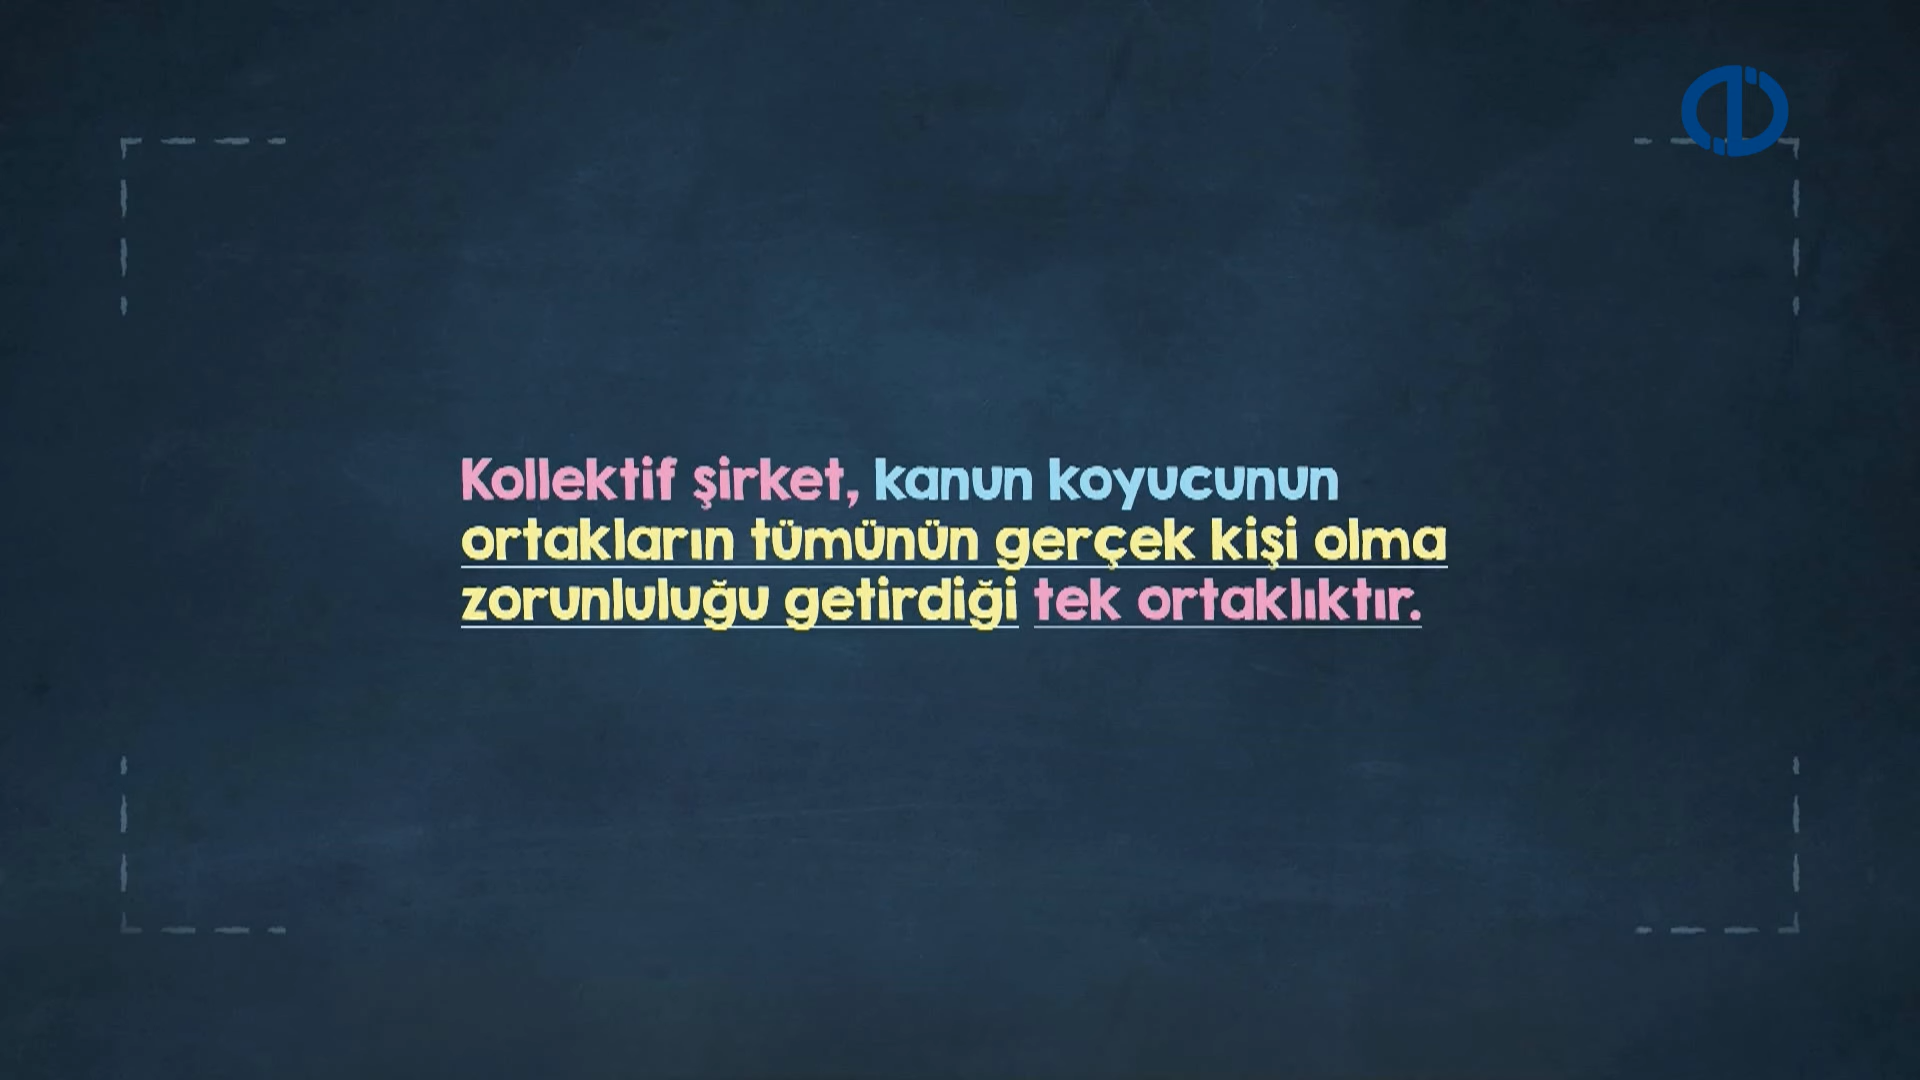 Kollektif şirket, kanun koyucunun
ortakların tümünün gerçek kişi olma
zorunluluğu getirdiği tek ortaklıktır.